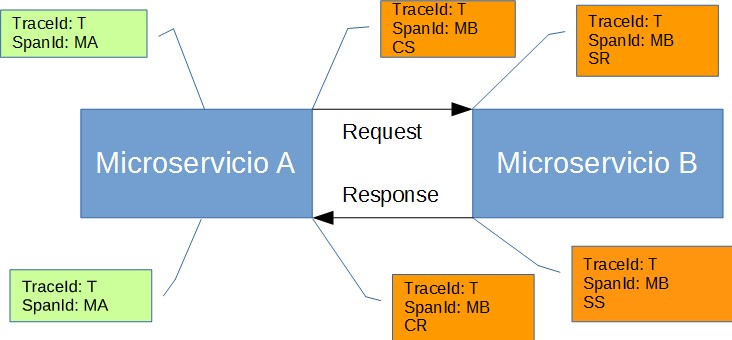 TraceId: T
SpanId: MA
TraceId: T
SpanId: MB
CS
TraceId: T
SpanId: MB
SR
Microservicio A
Request
Response
Microservicio B
TraceId: T
SpanId: MA
TraceId: T
SpanId: MB
CR
TraceId: T
SpanId: MB
SS